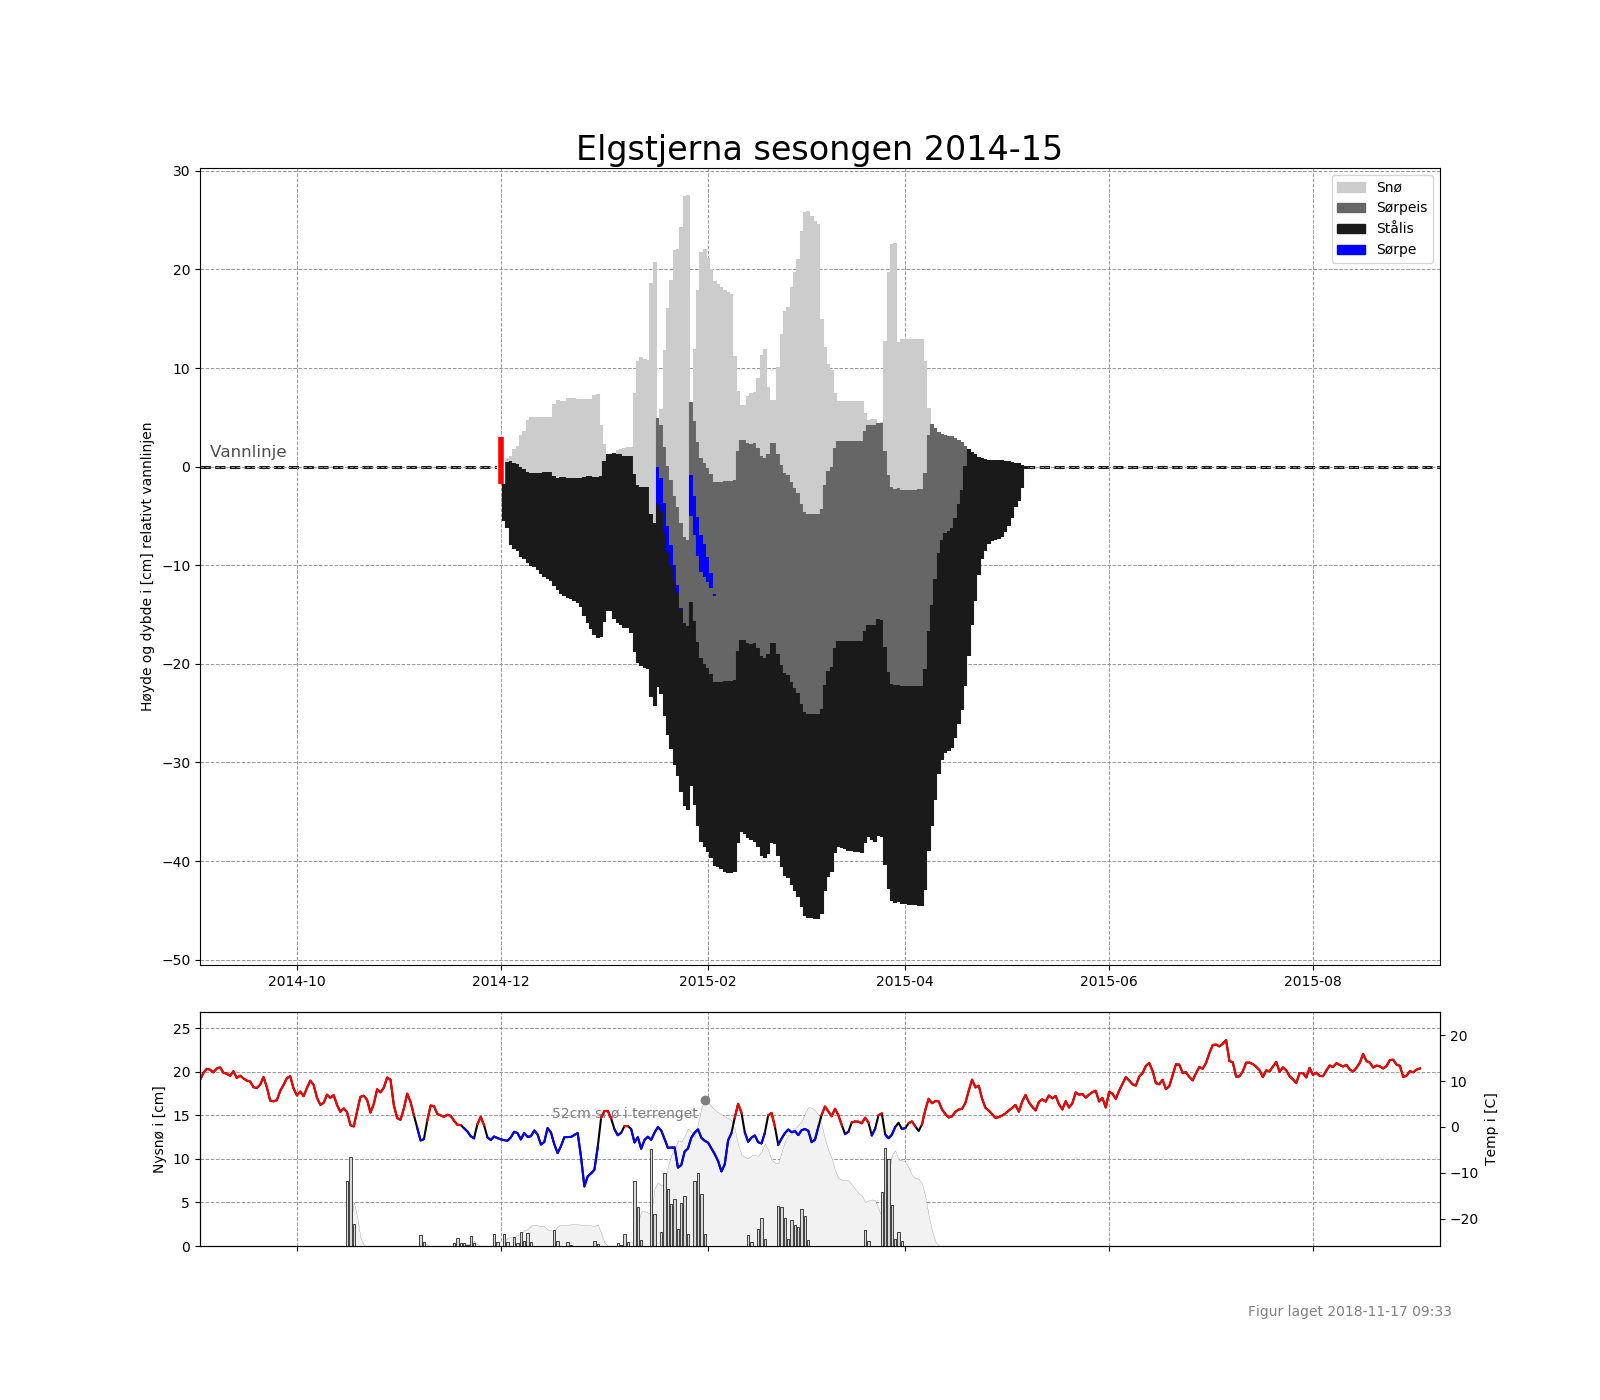 Elgstjerna sesongen 2014-15
30
20
10
0
−10
−20
−30
−40
−50
Høyde og dybde i [cm] relativt vannlinjen
Vannlinje
Snø
Sørpeis
Stålis
Sørpe
2014-10
2014-12
2015-02
2015-04
2015-06
2015-08
25
20
15
10
5
0
Nysnø i [cm]
52cm snø i terrenget
20
10
0
−10
−20
Temp i [C]
Figur laget 2018-11-17 09:33